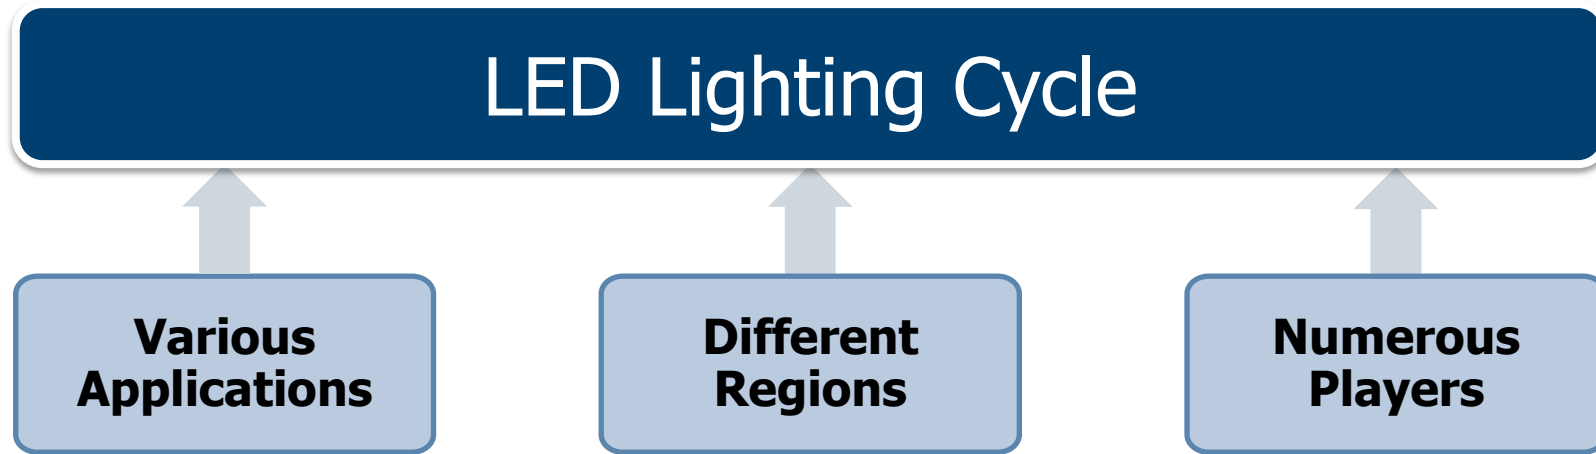 LED Lighting Cycle
Various
Applications
Different
Regions
Numerous
Players